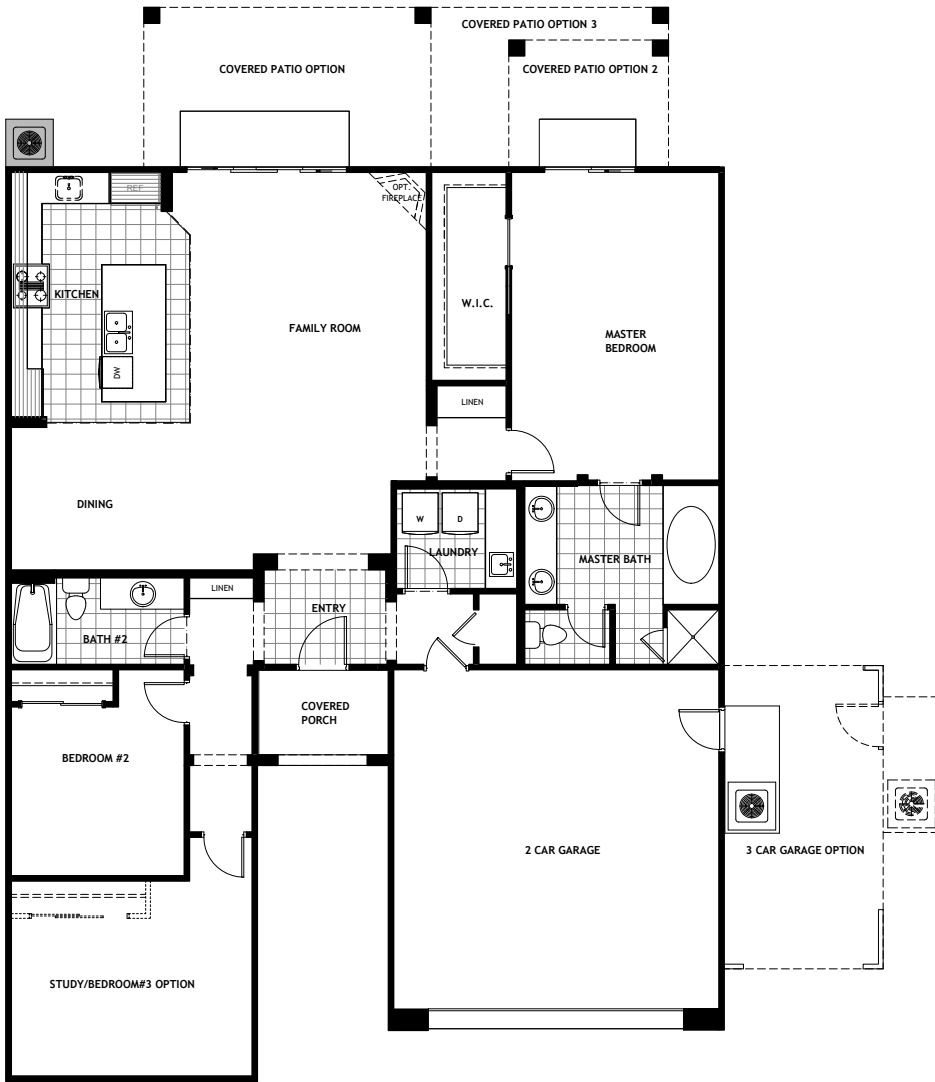 COVERED PATIO OPTION 3
COVERED PATIO OPTION
COVERED PATIO OPTION 2
REF
OPT.
FIREPLACE
KITCHEN
W.I.C.
FAMILY ROOM
MASTER
BEDROOM
DW
LINEN
DINING
W
D
LAUNDRY
MASTER BATH
LINEN
ENTRY
BATH #2
COVERED
PORCH
BEDROOM #2
2 CAR GARAGE
3 CAR GARAGE OPTION
STUDY/BEDROOM#3 OPTION